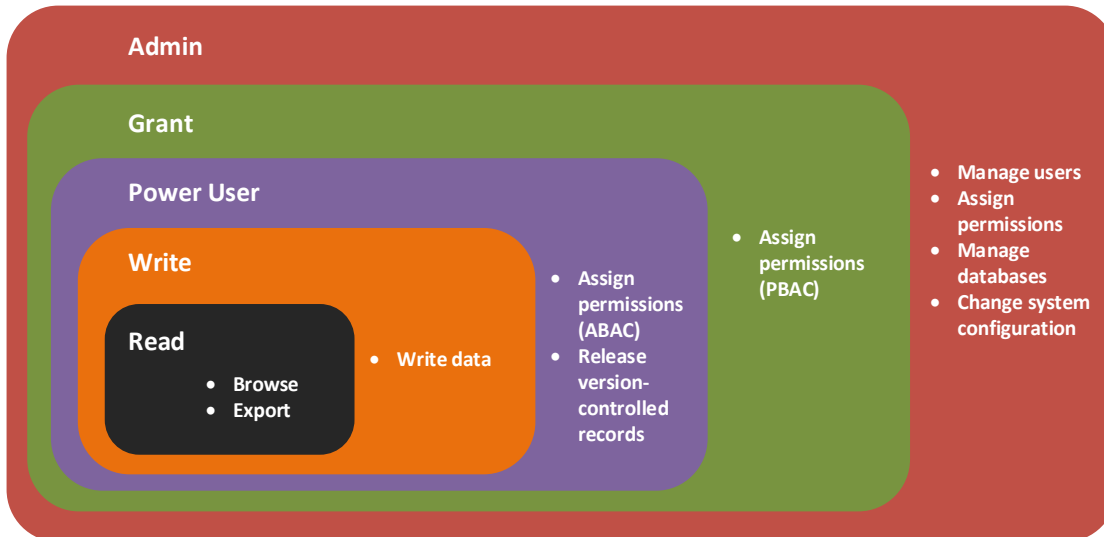 Admin
Grant
Power User
Write
Read
• Browse
• Export
• Write data
• Assign
permissions
(ABAC)
• Release
version-
controlled
records
• Assign
permissions
(PBAC)
• Manage users
• Assign
permissions
• Manage
databases
• Change system
configuration